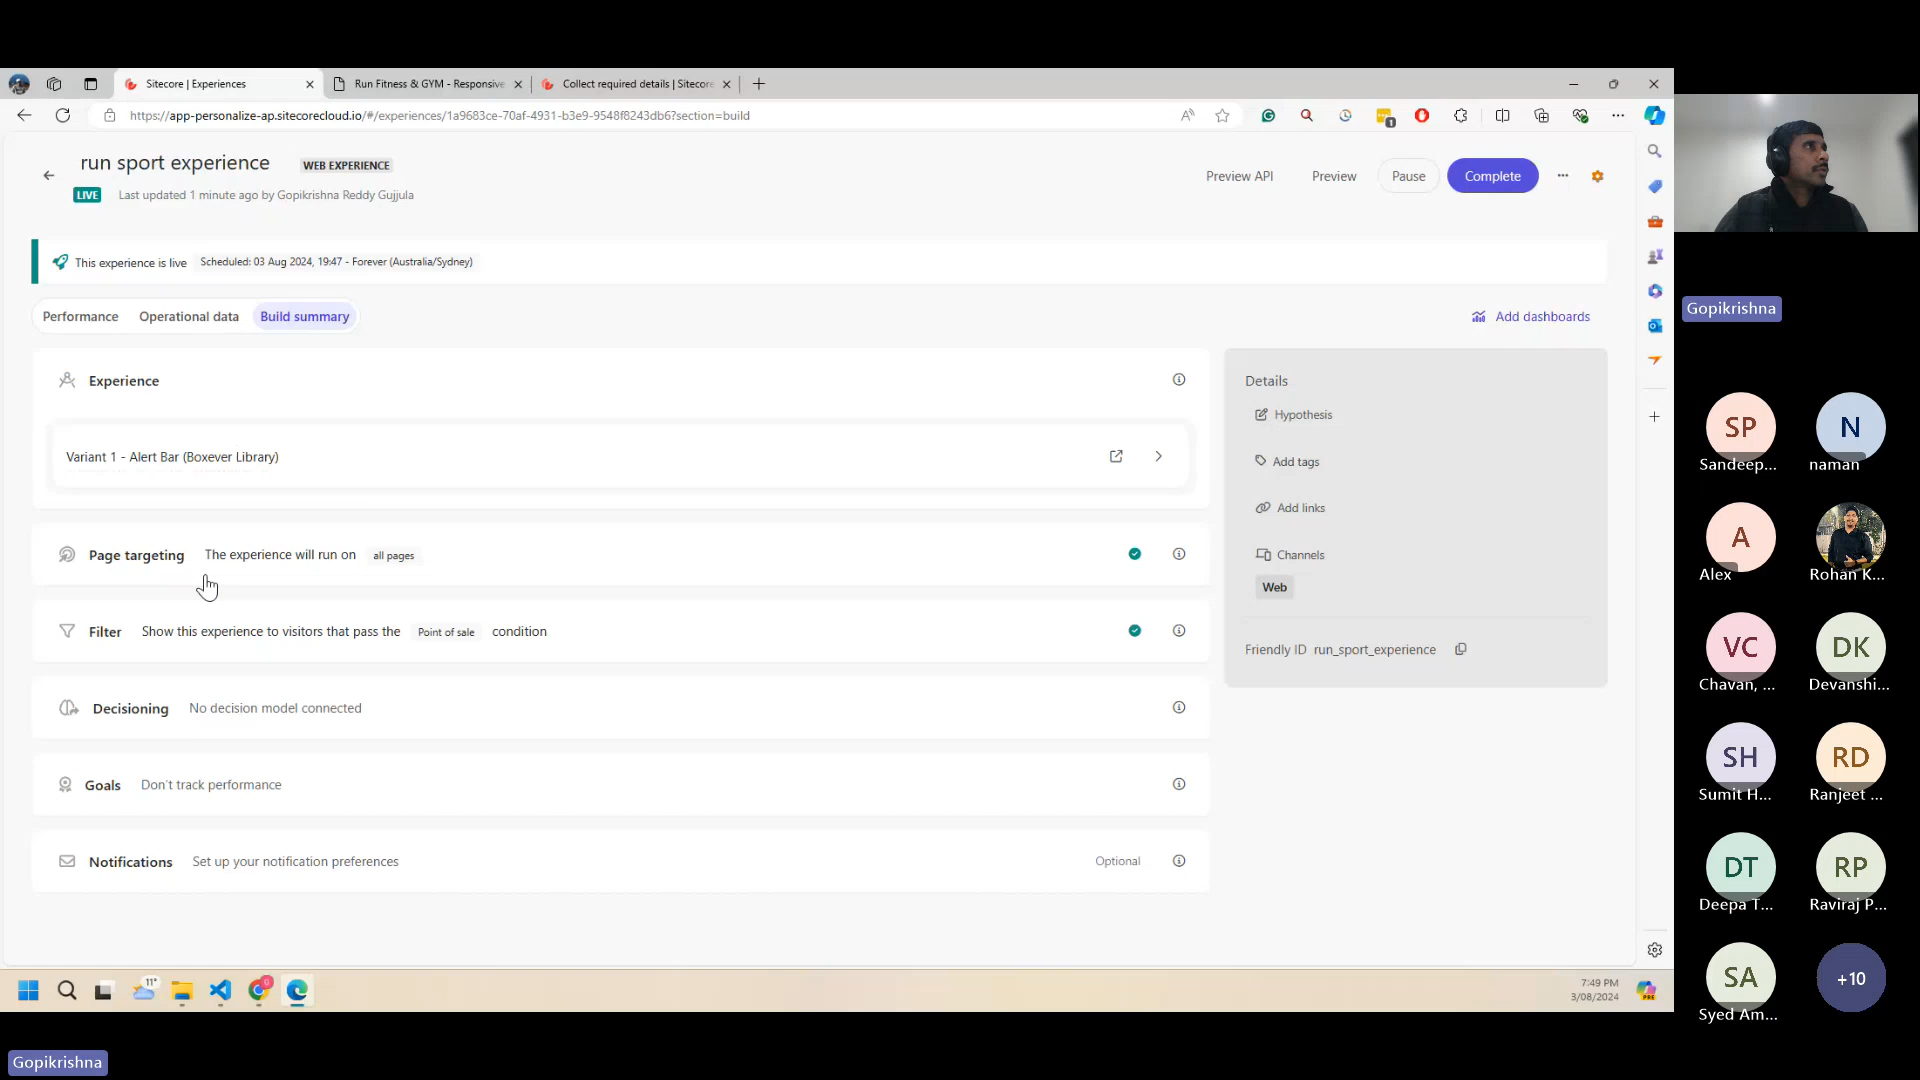 Sitecore | Experiences
Run Fitness & GYM - Responsive
Collect required details | Sitecore
https://app-personalize-ap.sitecorecloud.io/#/experiences/1a9683ce-70af-4931-b3e9-9548f8243db6?section=build
1
run sport experience WEB EXPERIENCE
LIVE Last updated 1 minute ago by Gopikrishna Reddy Gujjula
Preview API Preview Pause Complete
This experience is live Scheduled: 03 Aug 2024, 19:47 - Forever (Australia/Sydney)
Performance Operational data Build summary
Add dashboards
Experience
Variant 1 - Alert Bar (Boxever Library)
Page targeting The experience will run on all pages
Filter Show this experience to visitors that pass the Point of sale condition
Decisioning No decision model connected
Goals Don't track performance
Notifications Set up your notification preferences Optional
Details
Hypothesis
Add tags
Add links
Channels
Web
Friendly ID run_sport_experience
11°
6
7:49 PM
3/08/2024
PRE
Gopikrishna
SP
Sandeep...
N
naman
A
Alex
Rohan K...
VC
Chavan, ...
DK
Devanshi...
SH
Sumit H...
RD
Ranjeet ...
DT
Deepa T...
RP
Raviraj P...
SA
Syed Am...
+10
Gopikrishna